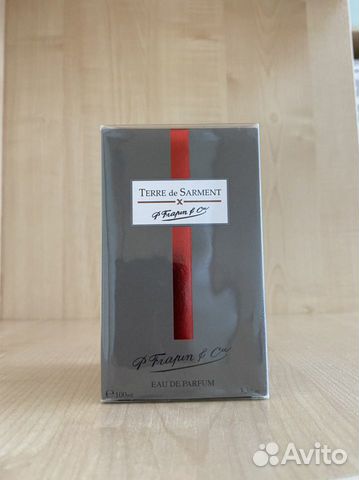 TERRE de SARMENT
x
P. Frapin & Cie
P. Frapin & Cie
EAU DE PARFUM
℮ 100ml
Avito